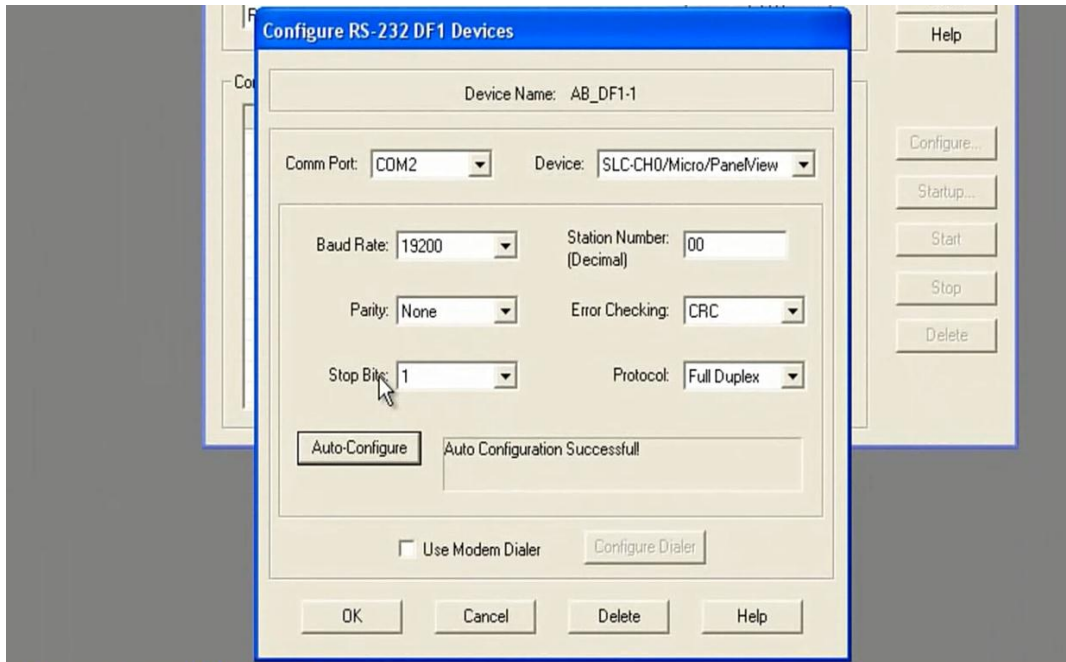 Configure RS-232 DF1 Devices
Help
Device Name: AB_DF1-1
Comm Port: COM2 Device: SLC-CH0/Micro/PanelView
Configure...
Startup...
Baud Rate: 19200 Station Number: 00
(Decimal)
Start
Stop
Parity: None Error Checking: CRC
Delete
Stop Bits: 1 Protocol: Full Duplex
Auto-Configure Auto Configuration Successful!
Use Modem Dialer Configure Dialer
OK Cancel Delete Help